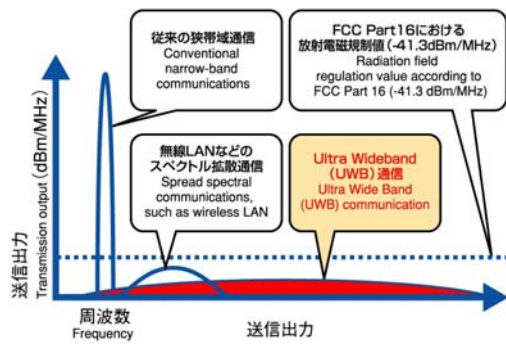 従来の狭帯域通信
Conventional
narrow-band
communications
FCC Part16における
放射電磁規制値(-41.3dBm/MHz)
Radiation field
regulation value according to
FCC Part 16 (-41.3 dBm/MHz)
無線LANなどの
スペクトル拡散通信
Spread spectral
communications,
such as wireless LAN
Ultra Wideband
(UWB)通信
Ultra Wide Band
(UWB) communication
送信出力
Transmission output (dBm/MHz)
周波数
Frequency
送信出力